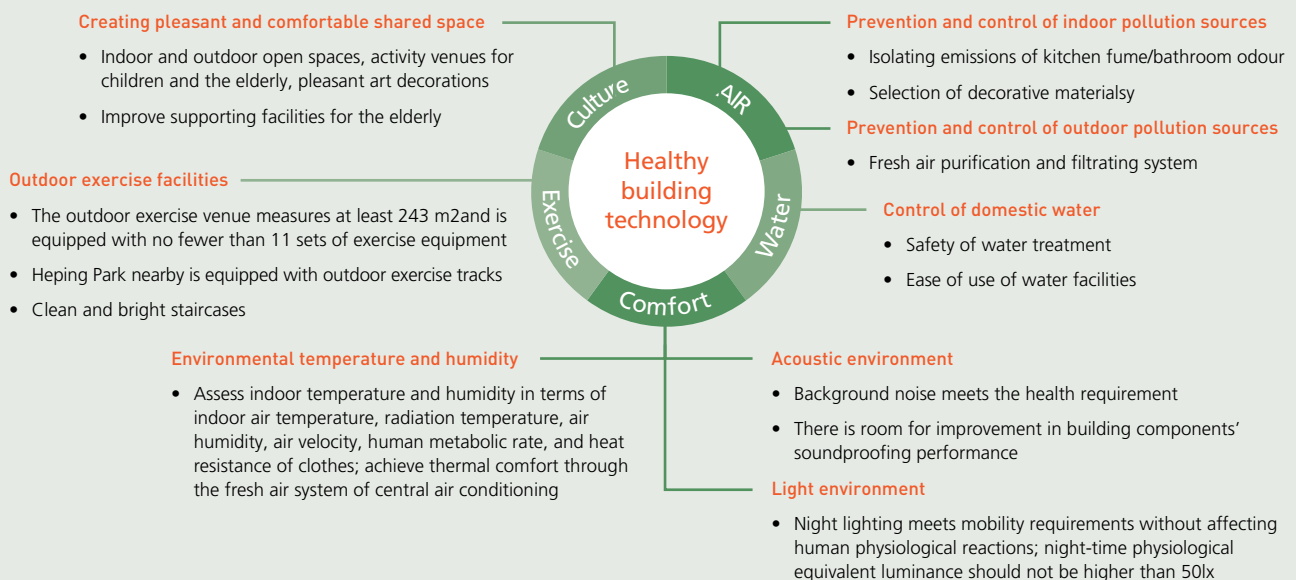 Creating pleasant and comfortable shared space
• Indoor and outdoor open spaces, activity venues for
children and the elderly, pleasant art decorations
• Improve supporting facilities for the elderly
Outdoor exercise facilities
• The outdoor exercise venue measures at least 243 m2and is
equipped with no fewer than 11 sets of exercise equipment
• Heping Park nearby is equipped with outdoor exercise tracks
• Clean and bright staircases
Environmental temperature and humidity
• Assess indoor temperature and humidity in terms of
indoor air temperature, radiation temperature, air
humidity, air velocity, human metabolic rate, and heat
resistance of clothes; achieve thermal comfort through
the fresh air system of central air conditioning
Culture
.AIR
Exercise
Water
Comfort
Healthy
building
technology
Prevention and control of indoor pollution sources
• Isolating emissions of kitchen fume/bathroom odour
• Selection of decorative materialsy
Prevention and control of outdoor pollution sources
• Fresh air purification and filtrating system
Control of domestic water
• Safety of water treatment
• Ease of use of water facilities
Acoustic environment
• Background noise meets the health requirement
• There is room for improvement in building components’
soundproofing performance
Light environment
• Night lighting meets mobility requirements without affecting
human physiological reactions; night-time physiological
equivalent luminance should not be higher than 50lx